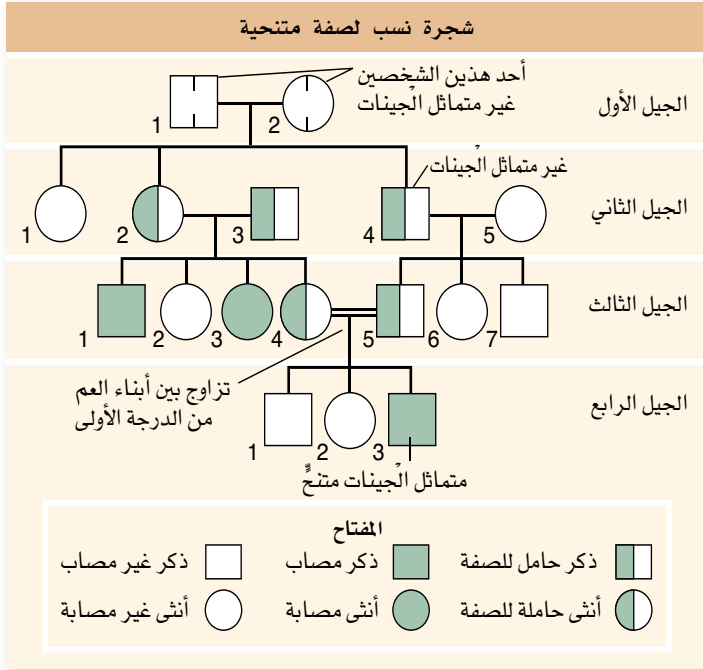 شجرة نسب لصفة متنحية
أحد هذين الشخصين
غير متماثل الجينات
الجيل الأول
1
2
غير متماثل الجينات
الجيل الثاني
1
2
3
4
5
الجيل الثالث
1
2
3
4
5
6
7
تزاوج بين أبناء العم
من الدرجة الأولى
الجيل الرابع
1
2
3
متماثل الجينات متنحٍّ
المفتاح
ذكر حامل للصفة
ذكر مصاب
ذكر غير مصاب
أنثى حاملة للصفة
أنثى مصابة
أنثى غير مصابة